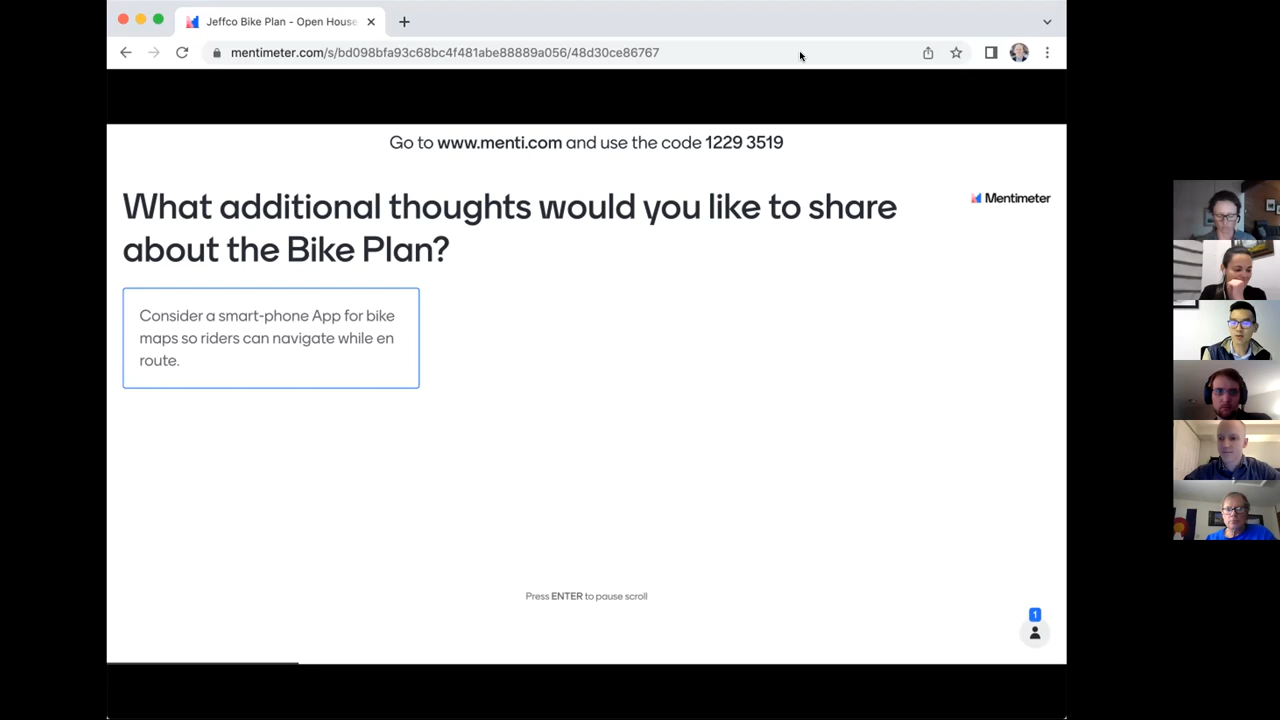 Jeffco Bike Plan - Open House
mentimeter.com/s/bd098bfa93c68bc4f481abe88889a056/48d30ce86767
Go to www.menti.com and use the code 1229 3519
What additional thoughts would you like to share
about the Bike Plan?
Mentimeter
Consider a smart-phone App for bike
maps so riders can navigate while en
route.
Press ENTER to pause scroll
1